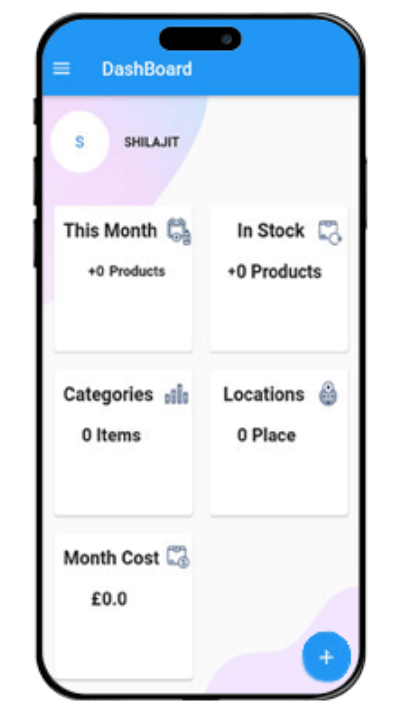 DashBoard
S
SHILAJIT
This Month
+0 Products
In Stock
+0 Products
Categories
0 Items
Locations
0 Place
Month Cost
£0.0
+